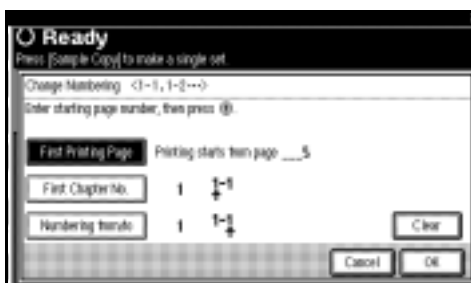 Ready
Press [Sample Copy] to make a single set.
Change Numbering <1-1, 1-2···>
Enter starting page number, then press
First Printing Page Printing starts from page ___5
First Chapter No. 1 1-1
Numbering from/to 1 1-1 Clear
Cancel OK